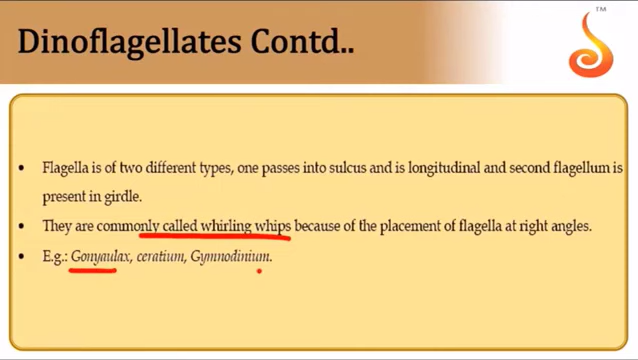 Dinoflagellates Contd..
TM
• Flagella is of two different types, one passes into sulcus and is longitudinal and second flagellum is
present in girdle.
• They are commonly called whirling whips because of the placement of flagella at right angles.
• E.g.: Gonyaulax, ceratium, Gymnodinium.